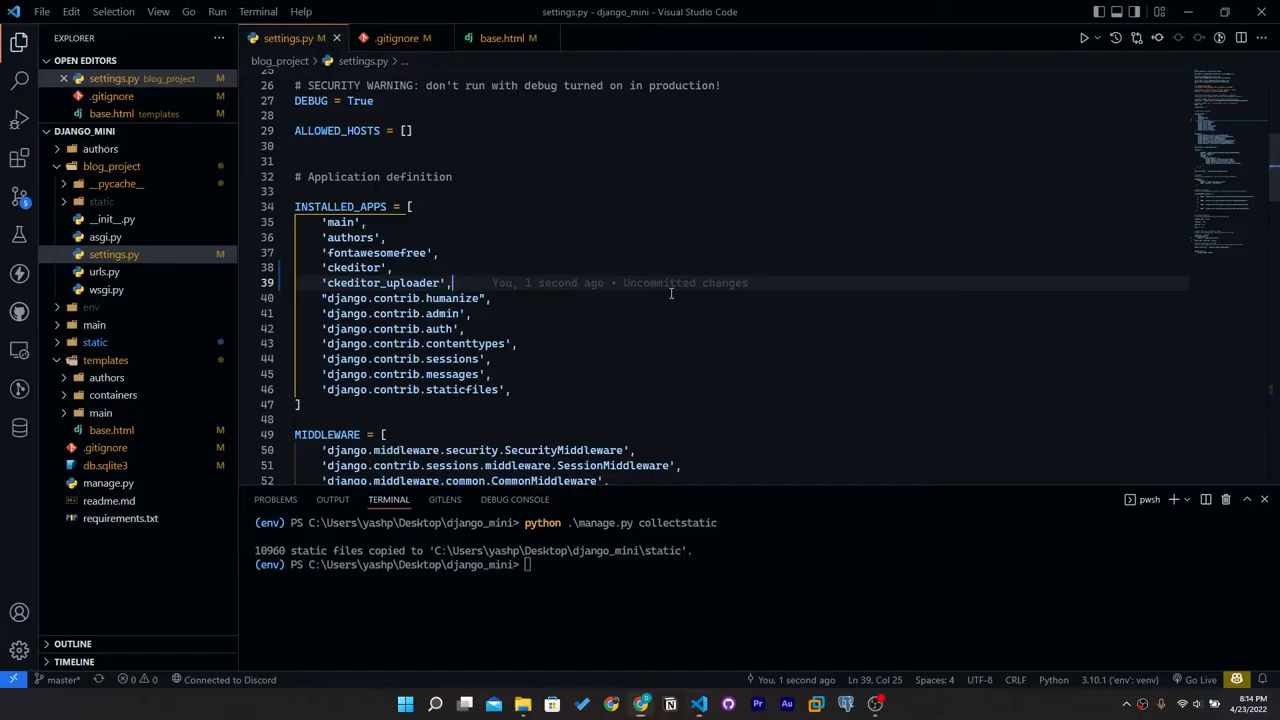 File Edit Selection View Go Run Terminal Help
settings.py - django_mini - Visual Studio Code
EXPLORER
OPEN EDITORS
settings.py blog_project M
.gitignore M
base.html templates M
DJANGO_MINI
authors
blog_project
__pycache__
static
__init__.py M
asgi.py
settings.py M
urls.py
wsgi.py
env
main
static
templates
authors
containers
main
base.html M
.gitignore M
db.sqlite3 M
manage.py
readme.md
requirements.txt
OUTLINE
TIMELINE
5
settings.py M
.gitignore M
base.html M
blog_project > settings.py > ...
25
26 # SECURITY WARNING: don't run with debug turned on in production!
27 DEBUG = True
28
29 ALLOWED_HOSTS = []
30
31
32 # Application definition
33
34 INSTALLED_APPS = [
35 'main',
36 'authors',
37 'fontawesomefree',
38 'ckeditor',
39 'ckeditor_uploader', You, 1 second ago • Uncommitted changes
40 "django.contrib.humanize",
41 'django.contrib.admin',
42 'django.contrib.auth',
43 'django.contrib.contenttypes',
44 'django.contrib.sessions',
45 'django.contrib.messages',
46 'django.contrib.staticfiles',
47 ]
48
49 MIDDLEWARE = [
50 'django.middleware.security.SecurityMiddleware',
51 'django.contrib.sessions.middleware.SessionMiddleware',
52 'django.middleware.common.CommonMiddleware',
PROBLEMS OUTPUT TERMINAL GITLENS DEBUG CONSOLE
pwsh
(env) PS C:\Users\yashp\Desktop\django_mini> python .\manage.py collectstatic
10960 static files copied to 'C:\Users\yashp\Desktop\django_mini\static'.
(env) PS C:\Users\yashp\Desktop\django_mini>
master* 0 0 Connected to Discord
You, 1 second ago Ln 39, Col 25 Spaces: 4 UTF-8 CRLF Python 3.10.1 ('env': venv) Go Live
8:14 PM
4/23/2022